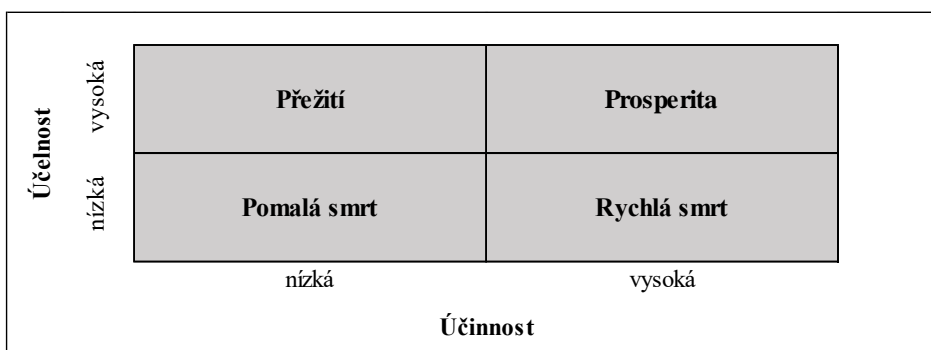 Účelnost
vysoká
Přežití
Prosperita
nízká
Pomalá smrt
Rychlá smrt
nízká
vysoká
Účinnost